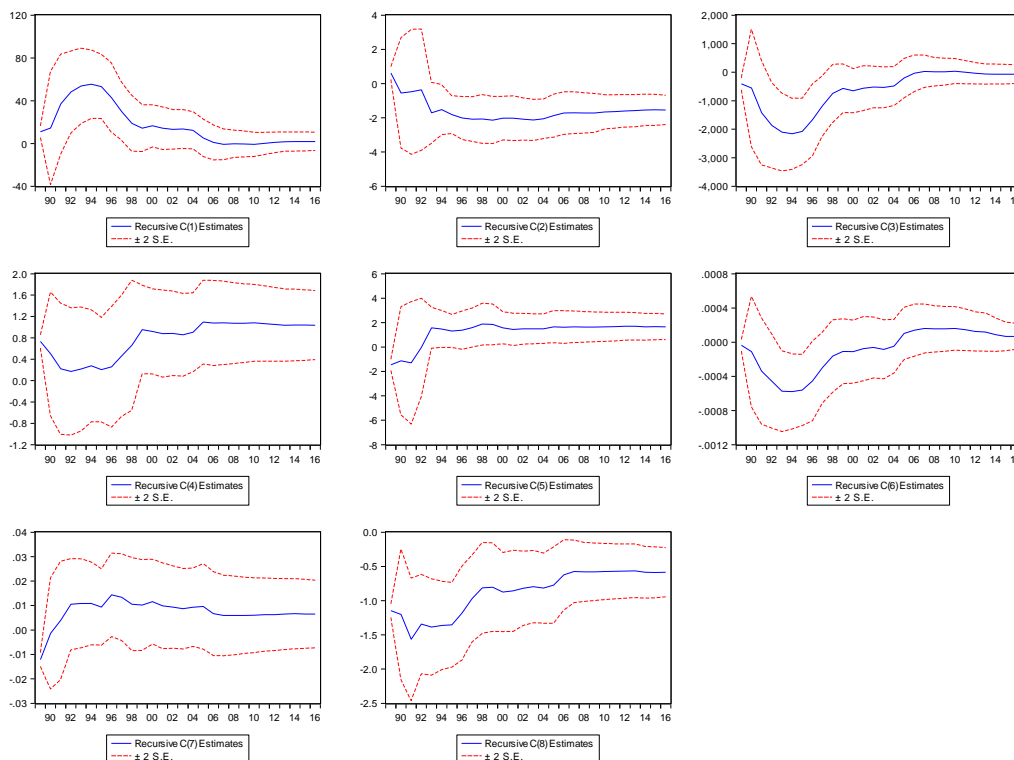 120
80
40
0
-40
90 92 94 96 98 00 02 04 06 08 10 12 14 16
Recursive C(1) Estimates
± 2 S.E.
4
2
0
-2
-4
-6
90 92 94 96 98 00 02 04 06 08 10 12 14 16
Recursive C(2) Estimates
± 2 S.E.
2,000
1,000
0
-1,000
-2,000
-3,000
-4,000
90 92 94 96 98 00 02 04 06 08 10 12 14 16
Recursive C(3) Estimates
± 2 S.E.
2.0
1.6
1.2
0.8
0.4
0.0
-0.4
-0.8
-1.2
90 92 94 96 98 00 02 04 06 08 10 12 14 16
Recursive C(4) Estimates
± 2 S.E.
6
4
2
0
-2
-4
-6
-8
90 92 94 96 98 00 02 04 06 08 10 12 14 16
Recursive C(5) Estimates
± 2 S.E.
.0008
.0004
.0000
-.0004
-.0008
-.0012
90 92 94 96 98 00 02 04 06 08 10 12 14 16
Recursive C(6) Estimates
± 2 S.E.
.04
.03
.02
.01
.00
-.01
-.02
-.03
90 92 94 96 98 00 02 04 06 08 10 12 14 16
Recursive C(7) Estimates
± 2 S.E.
0.0
-0.5
-1.0
-1.5
-2.0
-2.5
90 92 94 96 98 00 02 04 06 08 10 12 14 16
Recursive C(8) Estimates
± 2 S.E.